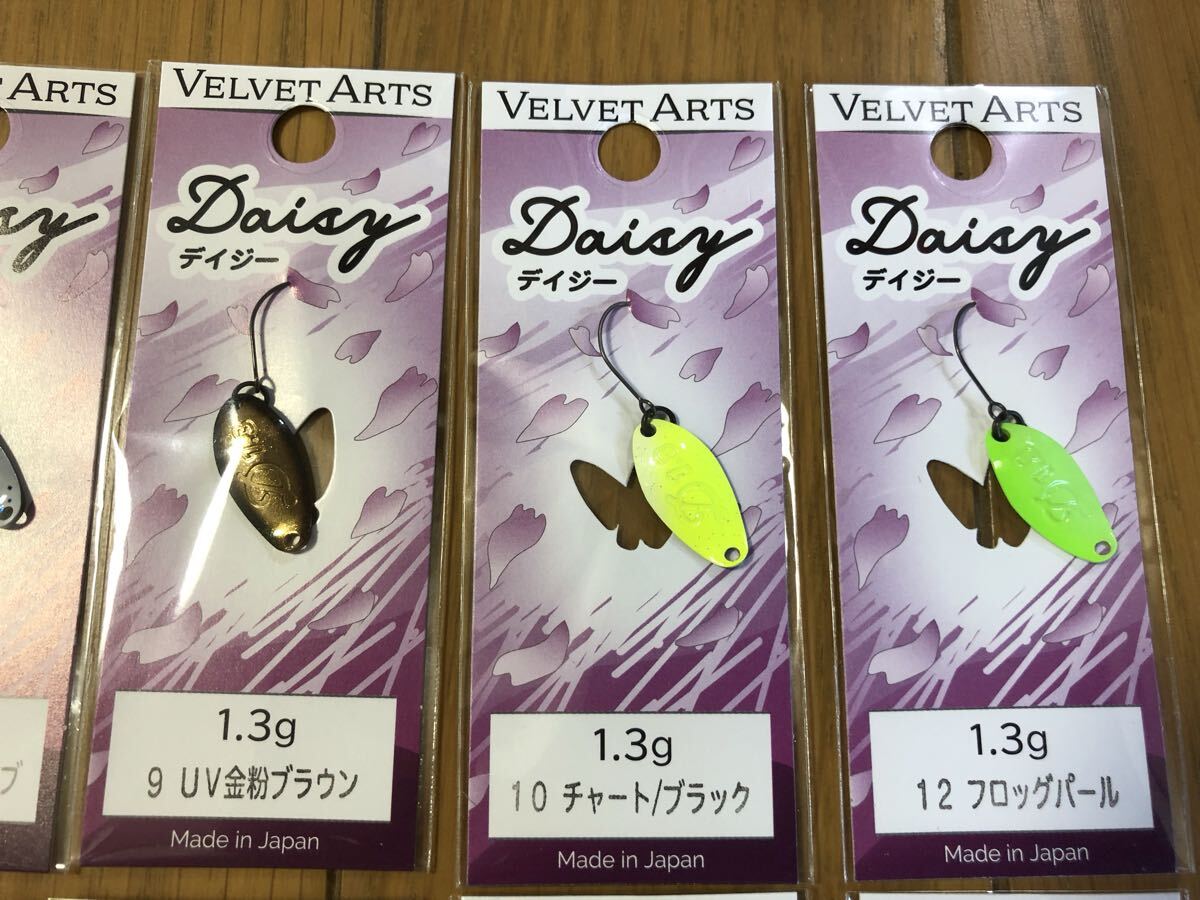 ARTS
ay
ブ
VELVET ARTS
Daisy
デイジー
1.3g
9 UV金粉ブラウン
Made in Japan
VELVET ARTS
Daisy
デイジー
1.3g
10 チャート/ブラック
Made in Japan
VELVET ARTS
Daisy
デイジー
1.3g
12 フロッグパール
Made in Japan